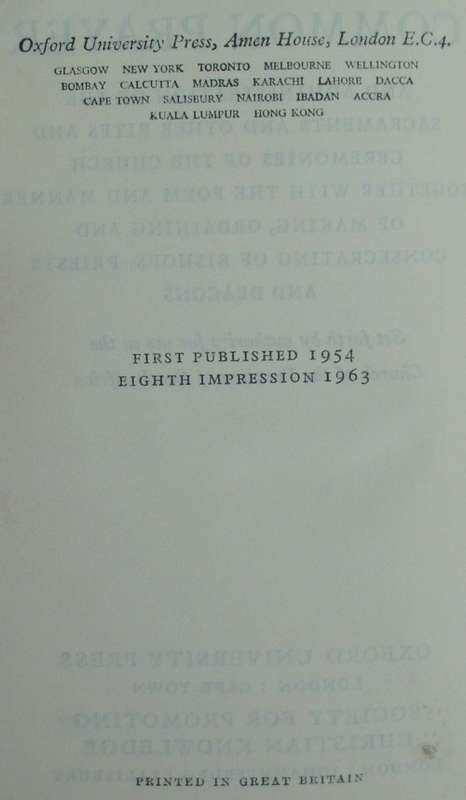 Oxford University Press, Amen House, London E.C.4.
GLASGOW NEW YORK TORONTO MELBOURNE WELLINGTON
BOMBAY CALCUTTA MADRAS KARACHI LAHORE DACCA
CAPE TOWN SALISBURY NAIROBI IBADAN ACCRA
KUALA LUMPUR HONG KONG
FIRST PUBLISHED 1954
EIGHTH IMPRESSION 1963
PRINTED IN GREAT BRITAIN